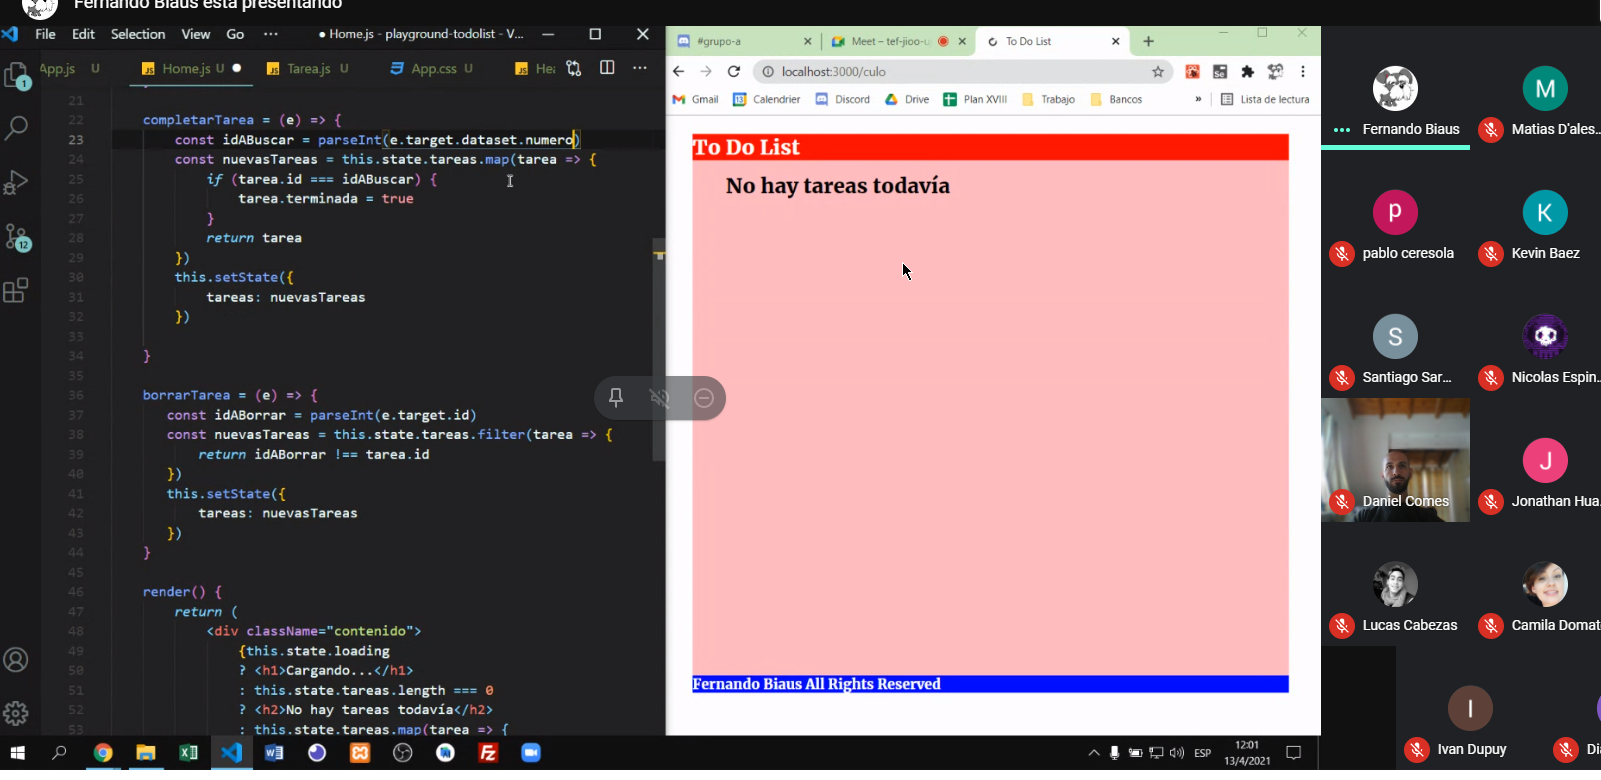 Fernando Biaus está presentando
File Edit Selection View Go ··· ● Home.js - playground-todolist - V...
App.js U Home.js U ● Tarea.js U App.css U Hea ···
21
22 completarTarea = (e) => {
23 const idABuscar = parseInt(e.target.dataset.numero)
24 const nuevasTareas = this.state.tareas.map(tarea => {
25 if (tarea.id === idABuscar) {
26 tarea.terminada = true
27 }
28 return tarea
29 })
30 this.setState({
31 tareas: nuevasTareas
32 })
33
34 }
35
36 borrarTarea = (e) => {
37 const idABorrar = parseInt(e.target.id)
38 const nuevasTareas = this.state.tareas.filter(tarea => {
39 return idABorrar !== tarea.id
40 })
41 this.setState({
42 tareas: nuevasTareas
43 })
44 }
45
46 render() {
47 return (
48 <div className="contenido">
49 {this.state.loading
50 ? <h1>Cargando...</h1>
51 : this.state.tareas.length === 0
52 ? <h2>No hay tareas todavía</h2>
53 : this.state.tareas.map(tarea => {
1
12
#grupo-a Meet – tef-jioo-u To Do List
localhost:3000/culo
Gmail Calendrier Discord Drive Plan XVIII Trabajo Bancos » Lista de lectura
To Do List
No hay tareas todavía
Fernando Biaus All Rights Reserved
Fernando Biaus
M
Matias D'ales...
p
pablo ceresola
K
Kevin Baez
S
Santiago Sar...
Nicolas Espin...
Daniel Comes
J
Jonathan Hua
Lucas Cabezas
Camila Domat
I
Ivan Dupuy
Di
ESP
12:01
13/4/2021